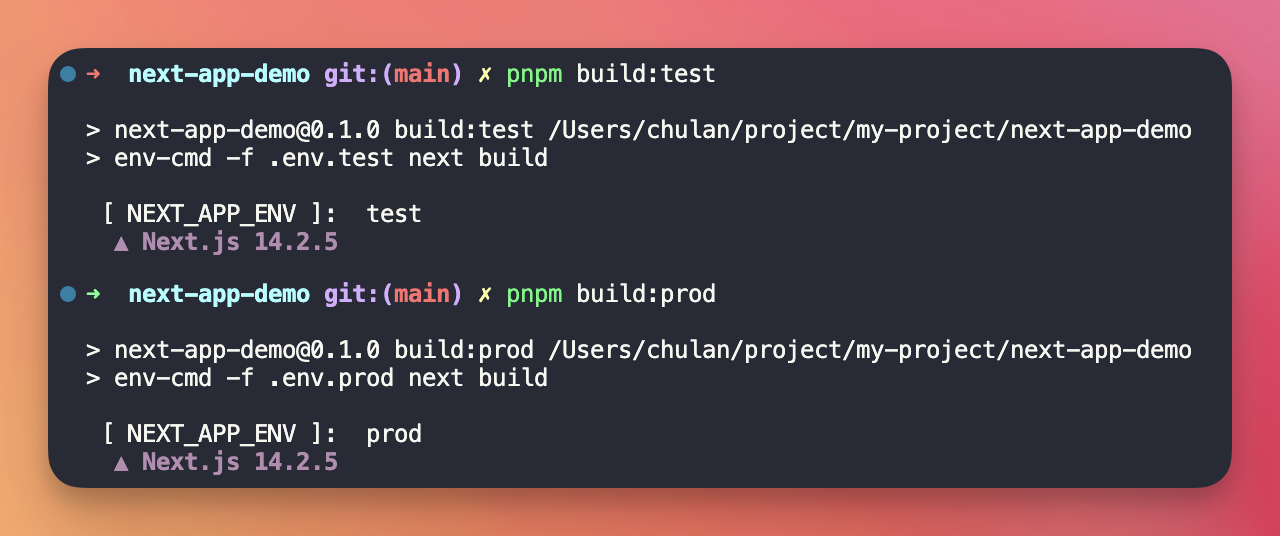 ➜ next-app-demo git:(main) ✗ pnpm build:test
> next-app-demo@0.1.0 build:test /Users/chulan/project/my-project/next-app-demo
> env-cmd -f .env.test next build
[ NEXT_APP_ENV ]:  test
▲ Next.js 14.2.5
➜ next-app-demo git:(main) ✗ pnpm build:prod
> next-app-demo@0.1.0 build:prod /Users/chulan/project/my-project/next-app-demo
> env-cmd -f .env.prod next build
[ NEXT_APP_ENV ]:  prod
▲ Next.js 14.2.5